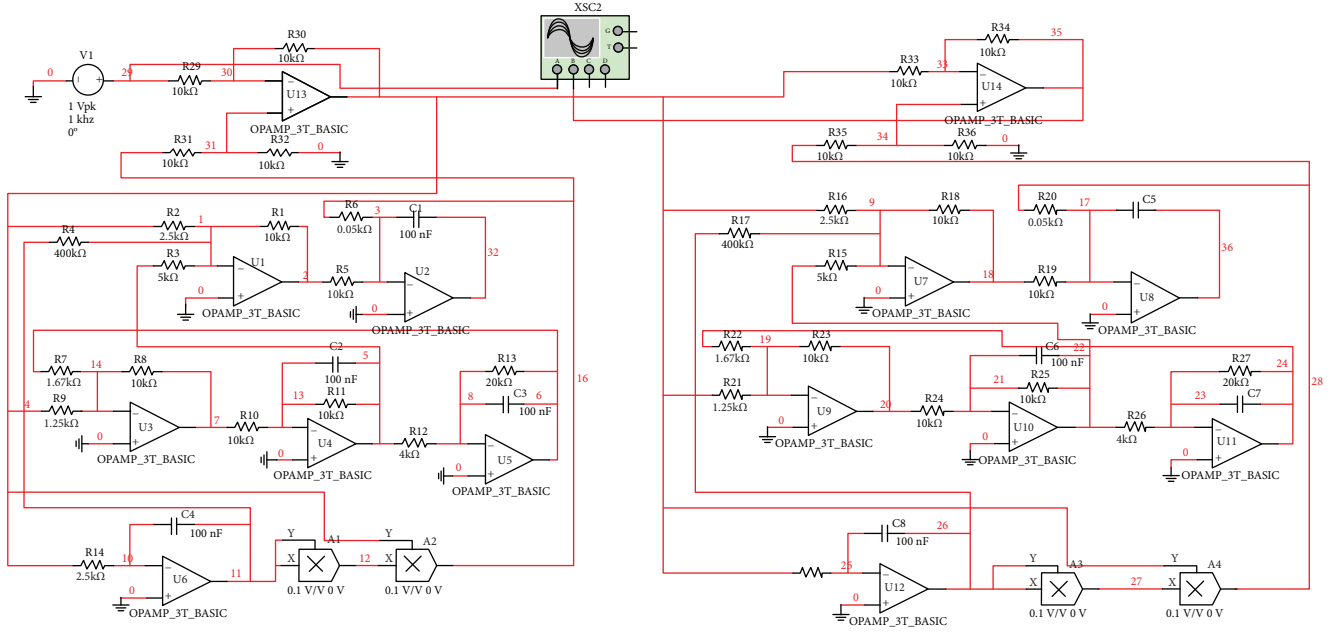 XSC2
G
T
A B C D
V1
0
29
1 Vpk
1 khz
0°
R29
10kΩ
30
R30
10kΩ
U13
OPAMP_3T_BASIC
R31
10kΩ
31
R32
10kΩ
0
R33
10kΩ
33
R34
10kΩ
35
U14
OPAMP_3T_BASIC
R35
10kΩ
34
R36
10kΩ
0
R4
400kΩ
R2
2.5kΩ
1
R1
10kΩ
R3
5kΩ
U1
0
OPAMP_3T_BASIC
2
R6
0.05kΩ
3
C1
100 nF
32
R5
10kΩ
U2
0
OPAMP_3T_BASIC
R7
1.67kΩ
14
R8
10kΩ
4
R9
1.25kΩ
U3
0
OPAMP_3T_BASIC
7
R10
10kΩ
C2
100 nF
5
13
R11
10kΩ
U4
0
OPAMP_3T_BASIC
R12
4kΩ
R13
20kΩ
8
C3
100 nF
6
U5
0
OPAMP_3T_BASIC
16
C4
100 nF
R14
2.5kΩ
10
U6
0
OPAMP_3T_BASIC
11
Y
X
A1
0.1 V/V 0 V
12
Y
X
A2
0.1 V/V 0 V
R17
400kΩ
R16
2.5kΩ
9
R18
10kΩ
R15
5kΩ
U7
0
OPAMP_3T_BASIC
18
R20
0.05kΩ
17
C5
36
R19
10kΩ
U8
0
OPAMP_3T_BASIC
R22
1.67kΩ
19
R23
10kΩ
R21
1.25kΩ
U9
0
OPAMP_3T_BASIC
20
R24
10kΩ
C6
100 nF
22
21
R25
10kΩ
U10
0
OPAMP_3T_BASIC
R26
4kΩ
R27
20kΩ
24
23
C7
U11
0
OPAMP_3T_BASIC
28
C8
100 nF
26
25
U12
0
OPAMP_3T_BASIC
Y
X
A3
0.1 V/V 0 V
27
Y
X
A4
0.1 V/V 0 V